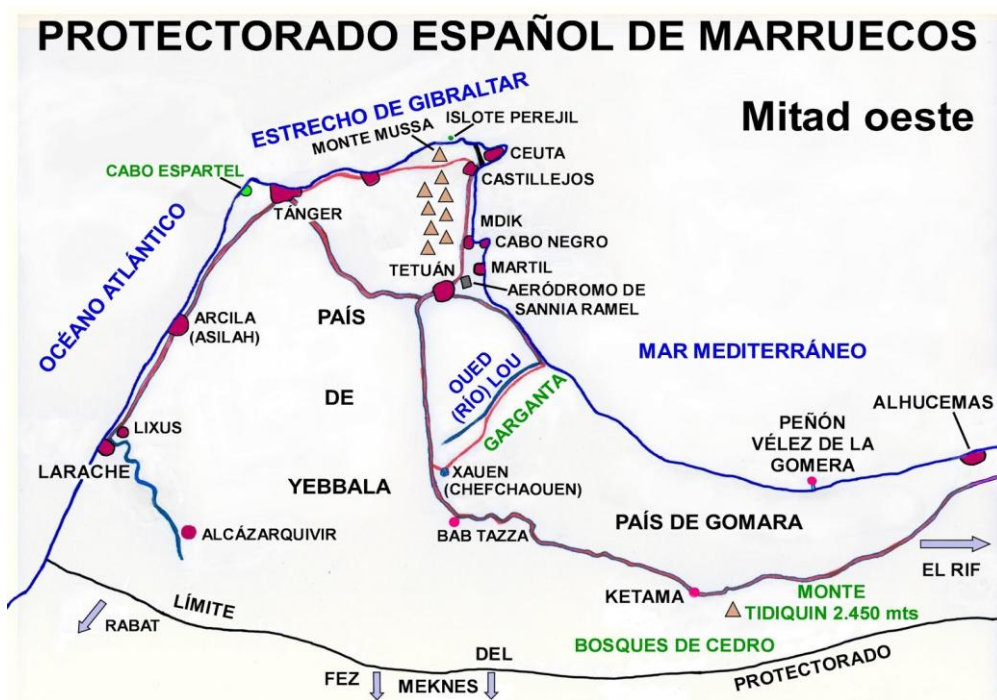 PROTECTORADO ESPAÑOL DE MARRUECOS
Mitad oeste
ESTRECHO DE GIBRALTAR
ISLOTE PEREJIL
MONTE MUSSA
CEUTA
CABO ESPARTEL
CASTILLEJOS
TÁNGER
MDIK
CABO NEGRO
OCÉANO ATLÁNTICO
TETUÁN
MARTIL
AERÓDROMO DE
SANNIA RAMEL
ARCILA
(ASILAH)
PAÍS
DE
YEBBALA
MAR MEDITERRÁNEO
OUED
(RÍO) LOU
GARGANTA
ALHUCEMAS
PEÑÓN
VÉLEZ DE LA
GOMERA
LIXUS
LARACHE
XAUEN
(CHEFCHAOUEN)
ALCÁZARQUIVIR
BAB TAZZA
PAÍS DE GOMARA
EL RIF
KETAMA
MONTE
TIDIQUIN 2.450 mts
LÍMITE
RABAT
BOSQUES DE CEDRO
DEL
PROTECTORADO
FEZ
MEKNES